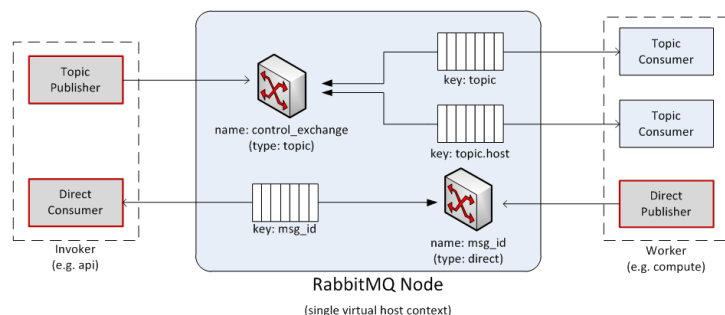 Topic
Publisher
name: control_exchange
(type: topic)
key: topic
Topic
Consumer
key: topic.host
Topic
Consumer
Direct
Consumer
key: msg_id
name: msg_id
(type: direct)
Direct
Publisher
Invoker
(e.g. api)
Worker
(e.g. compute)
RabbitMQ Node
(single virtual host context)